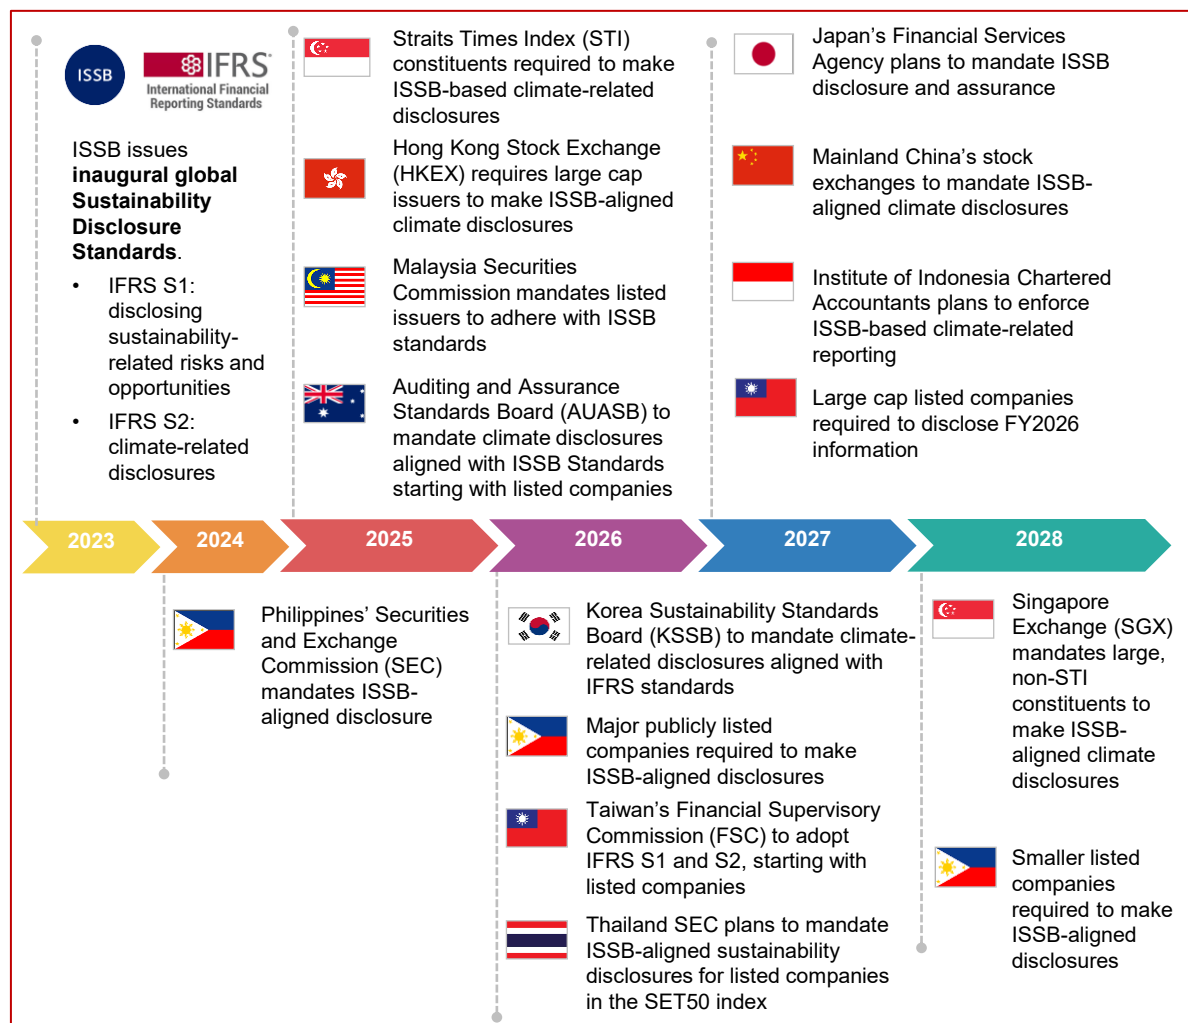 ISSB
IFRS
International Financial
Reporting Standards
ISSB issues
inaugural global
Sustainability
Disclosure
Standards.
• IFRS S1:
disclosing
sustainability-
related risks and
opportunities
• IFRS S2:
climate-related
disclosures
Straits Times Index (STI)
constituents required to make
ISSB-based climate-related
disclosures
Hong Kong Stock Exchange
(HKEX) requires large cap
issuers to make ISSB-aligned
climate disclosures
Malaysia Securities
Commission mandates listed
issuers to adhere with ISSB
standards
Auditing and Assurance
Standards Board (AUASB) to
mandate climate disclosures
aligned with ISSB Standards
starting with listed companies
Japan's Financial Services
Agency plans to mandate ISSB
disclosure and assurance
Mainland China's stock
exchanges to mandate ISSB-
aligned climate disclosures
Institute of Indonesia Chartered
Accountants plans to enforce
ISSB-based climate-related
reporting
Large cap listed companies
required to disclose FY2026
information
2023
2024
2025
2026
2027
2028
Philippines' Securities
and Exchange
Commission (SEC)
mandates ISSB-
aligned disclosure
Korea Sustainability Standards
Board (KSSB) to mandate climate-
related disclosures aligned with
IFRS standards
Major publicly listed
companies required to make
ISSB-aligned disclosures
Taiwan's Financial Supervisory
Commission (FSC) to adopt
IFRS S1 and S2, starting with
listed companies
Thailand SEC plans to mandate
ISSB-aligned sustainability
disclosures for listed companies
in the SET50 index
Singapore
Exchange (SGX)
mandates large,
non-STI
constituents to
make ISSB-
aligned climate
disclosures
Smaller listed
companies
required to make
ISSB-aligned
disclosures